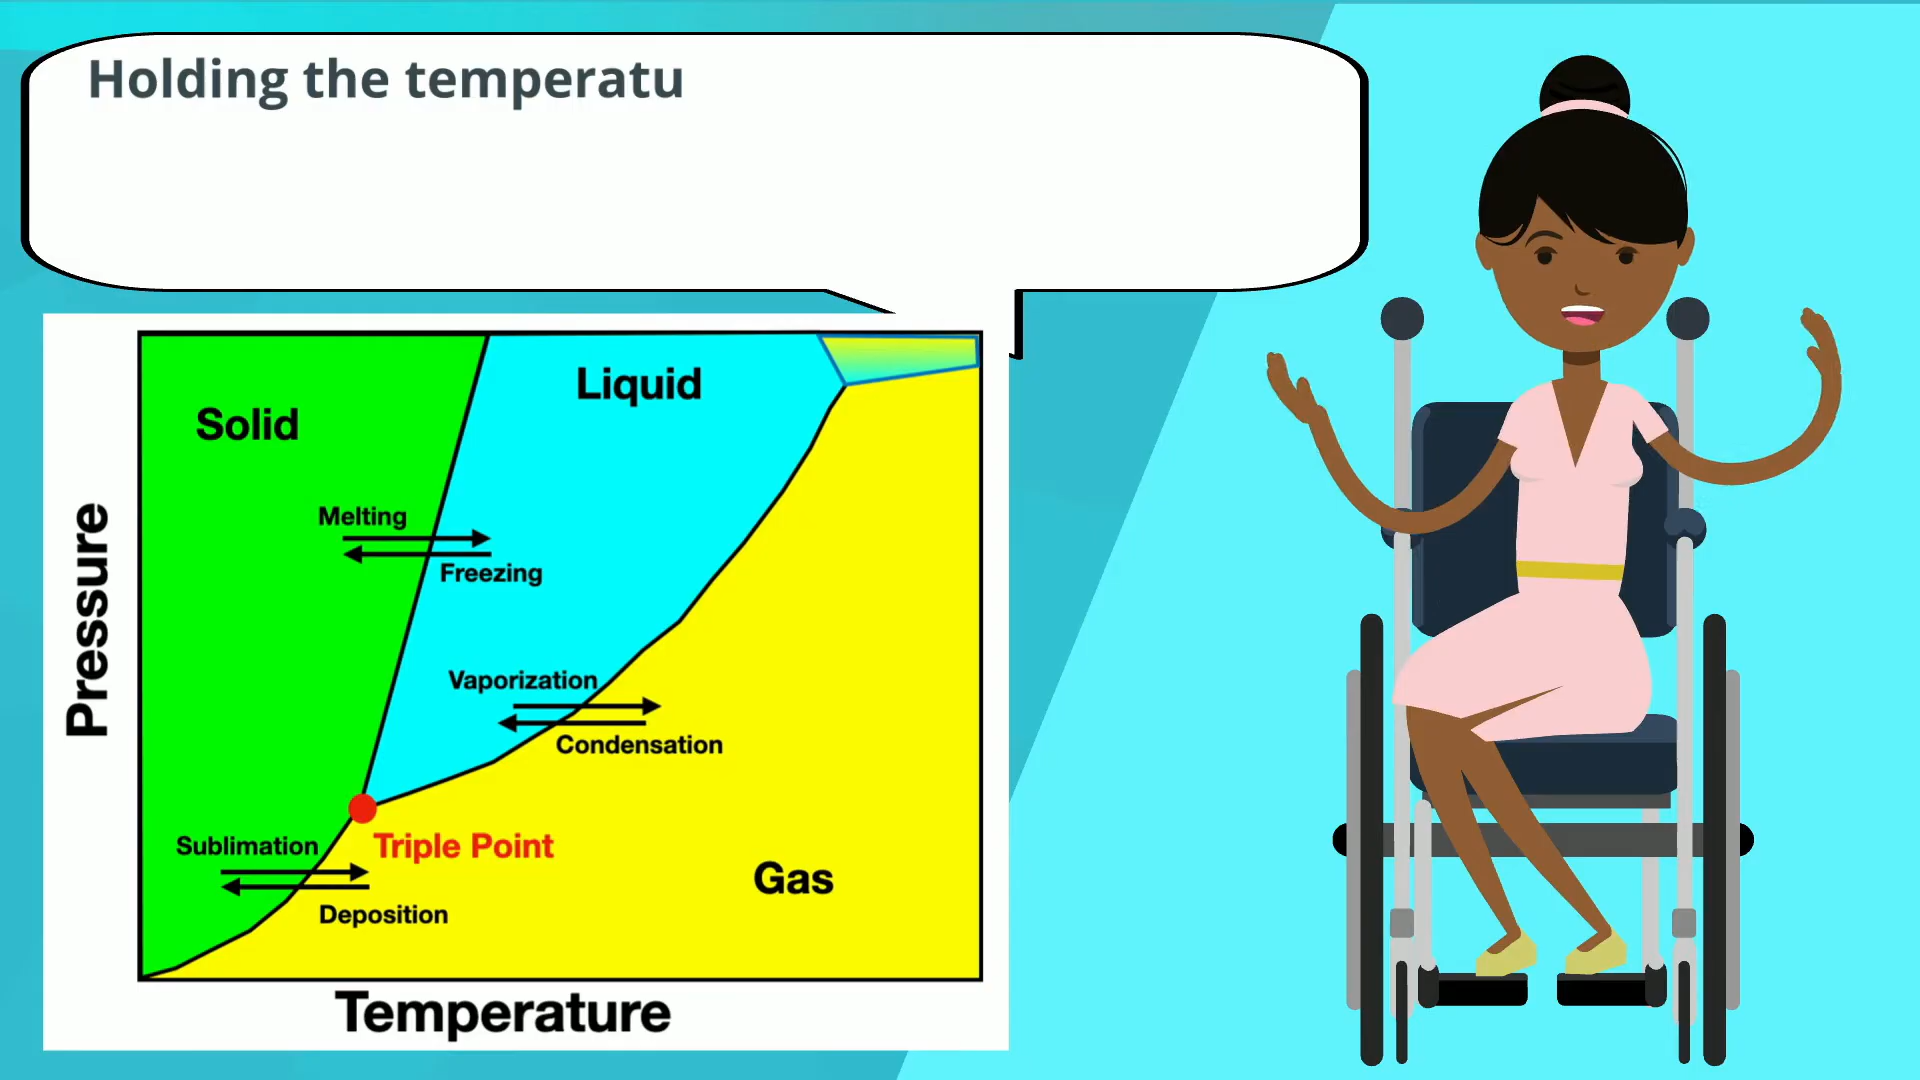 Holding the temperatu
Liquid
Solid
Melting
Freezing
Pressure
Vaporization
Condensation
Sublimation
Triple Point
Gas
Deposition
Temperature